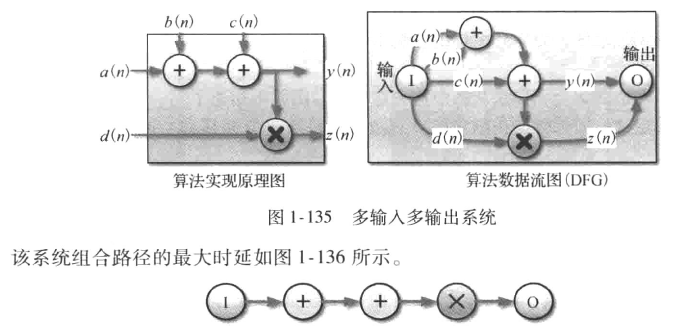 b(n) c(n)
a(n) + + y(n)
d(n) × z(n)
算法实现原理图
a(n) +
b(n)
输入 I c(n) + y(n) O 输出
d(n) × z(n)
算法数据流图(DFG)
图 1-135 多输入多输出系统
该系统组合路径的最大时延如图 1-136 所示。
I + + × O